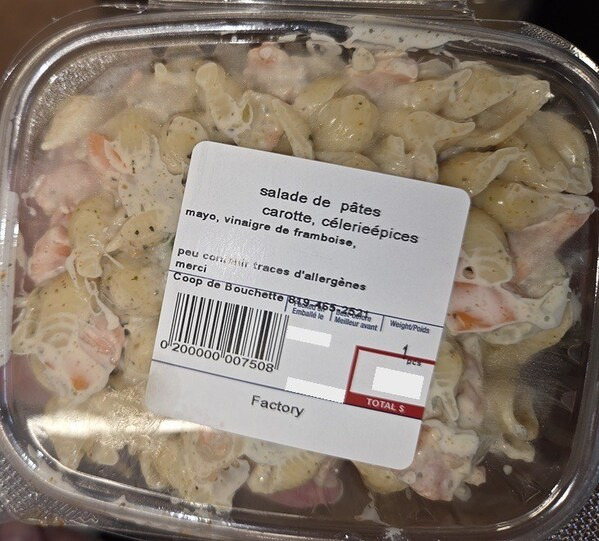 salade de pâtes
carotte, célerieépices
mayo, vinaigre de framboise,
peu contenir traces d'allergènes
merci
Coop de Bouchette 819 465-2521
Emballé le Meilleur avant Weight/Poids
1
pcs
0 200000 007508
TOTAL $
Factory